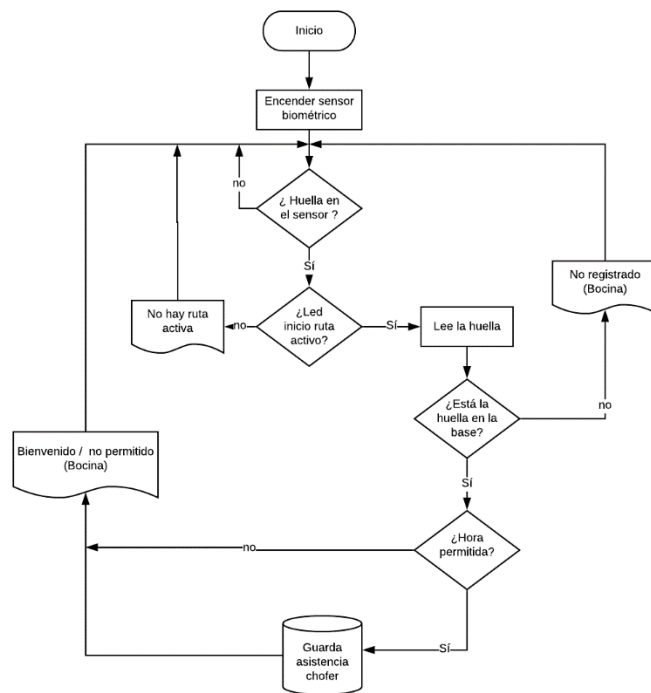 Inicio
Encender sensor
biométrico
no
¿ Huella en
el sensor ?
Sí
No registrado
(Bocina)
No hay ruta
activa
no
¿Led
inicio ruta
activo?
Sí
Lee la huella
¿Está la
huella en la
base?
no
Bienvenido /  no permitido
(Bocina)
Sí
¿Hora
permitida?
no
Sí
Guarda
asistencia
chofer